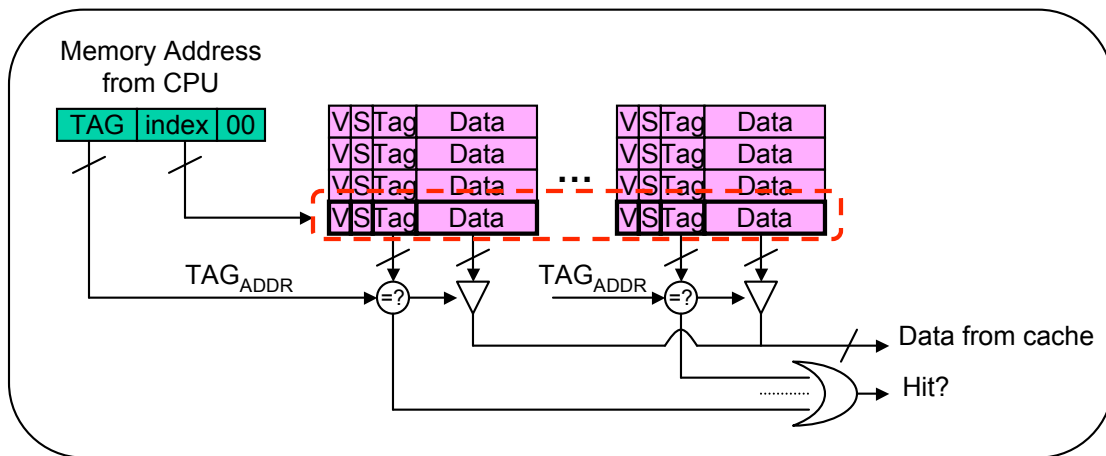 Memory Address
from CPU
TAG index 00
V S Tag Data V S Tag Data
V S Tag Data V S Tag Data
V S Tag Data ... V S Tag Data
V S Tag Data V S Tag Data
TAG_ADDR =? TAG_ADDR =?
Data from cache
Hit?